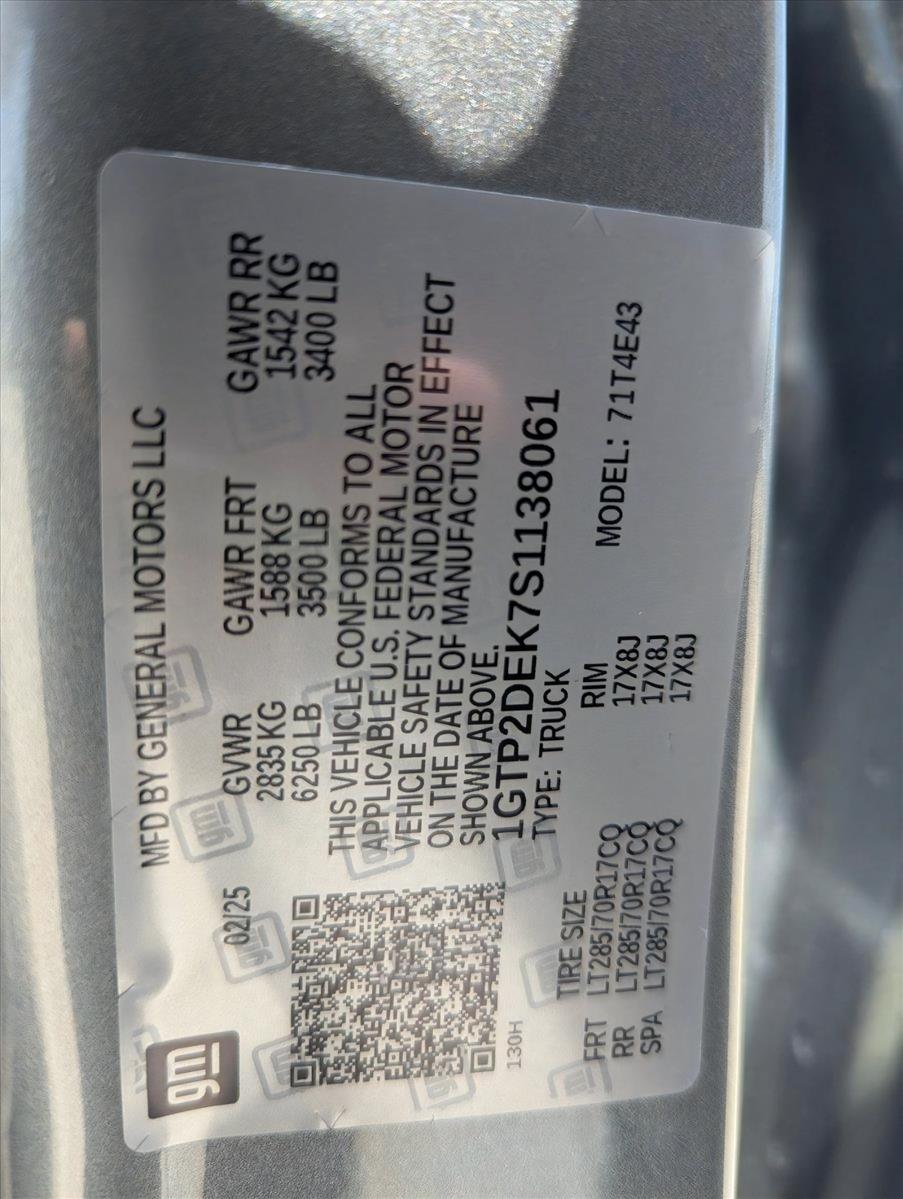 gm
MFD BY GENERAL MOTORS LLC
02/25 GVWR GAWR FRT GAWR RR
2835 KG 1588 KG 1542 KG
6250 LB 3500 LB 3400 LB
THIS VEHICLE CONFORMS TO ALL
APPLICABLE U.S. FEDERAL MOTOR
VEHICLE SAFETY STANDARDS IN EFFECT
ON THE DATE OF MANUFACTURE
SHOWN ABOVE.
1GTP2DEK7S1138061
130H TYPE: TRUCK
TIRE SIZE RIM MODEL: 71T4E43
FRT LT285/70R17CQ 17X8J
RR LT285/70R17CQ 17X8J
SPA LT285/70R17CQ 17X8J